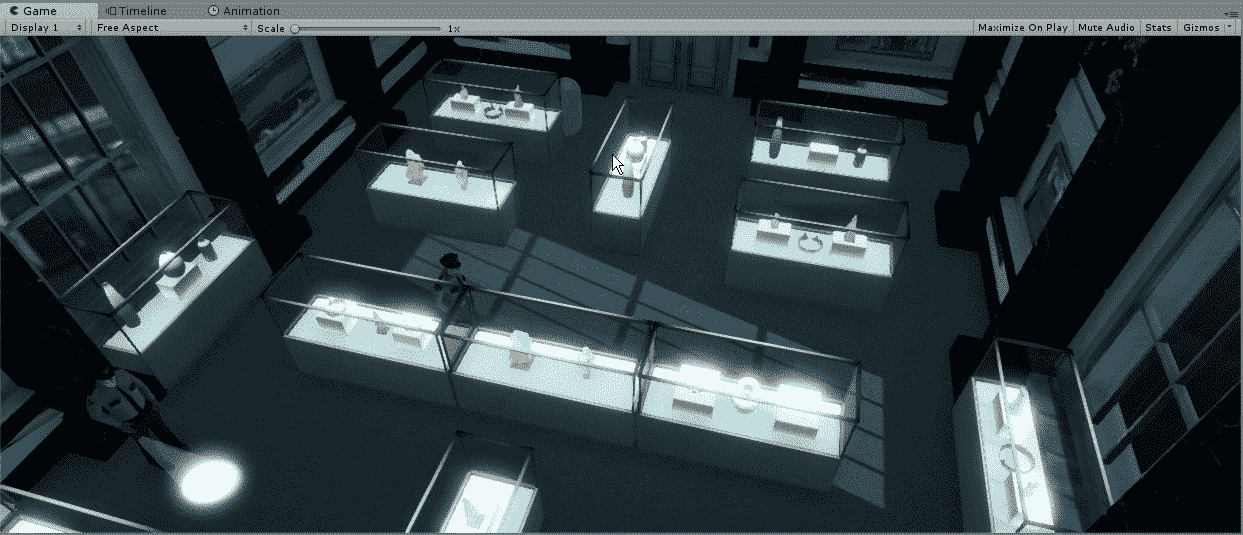 Game Timeline Animation
Display 1 Free Aspect Scale 1x Maximize On Play Mute Audio Stats Gizmos